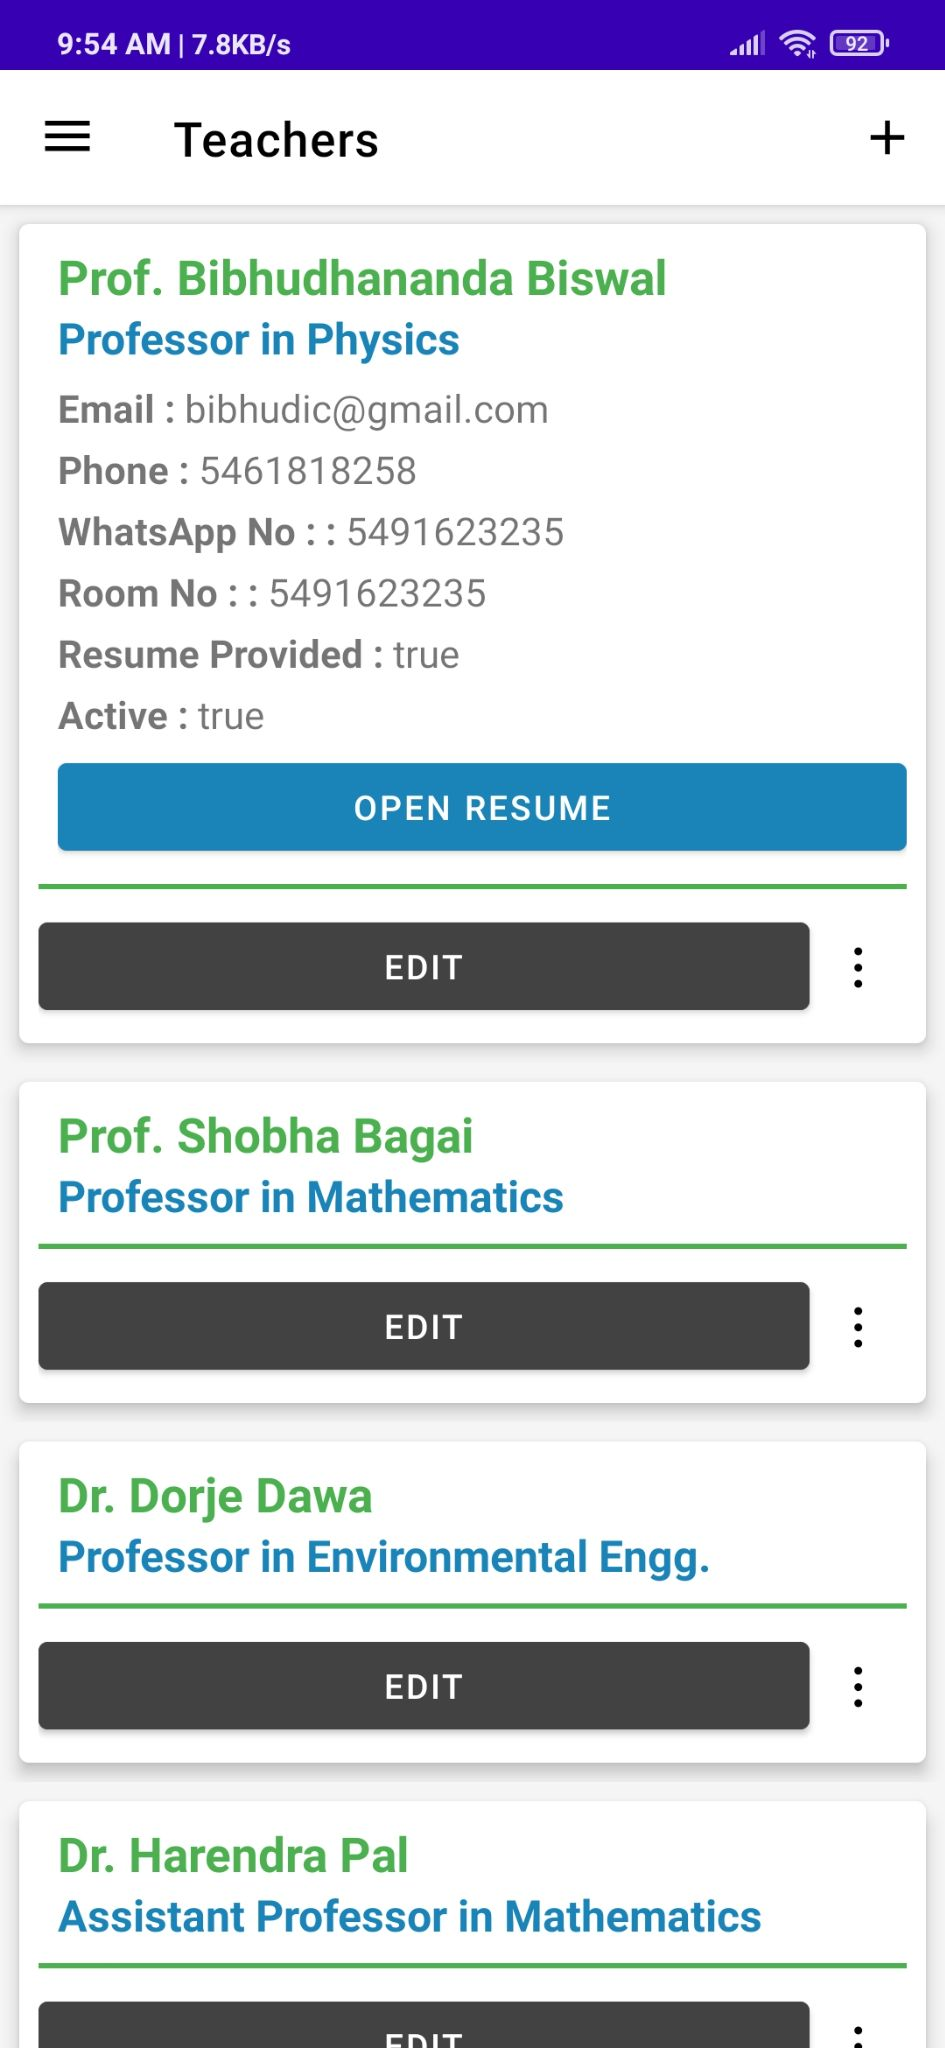 9:54 AM | 7.8KB/s
92
Teachers
Prof. Bibhudhananda Biswal
Professor in Physics
Email : bibhudic@gmail.com
Phone : 5461818258
WhatsApp No : : 5491623235
Room No : : 5491623235
Resume Provided : true
Active : true
OPEN RESUME
EDIT
Prof. Shobha Bagai
Professor in Mathematics
EDIT
Dr. Dorje Dawa
Professor in Environmental Engg.
EDIT
Dr. Harendra Pal
Assistant Professor in Mathematics
EDIT